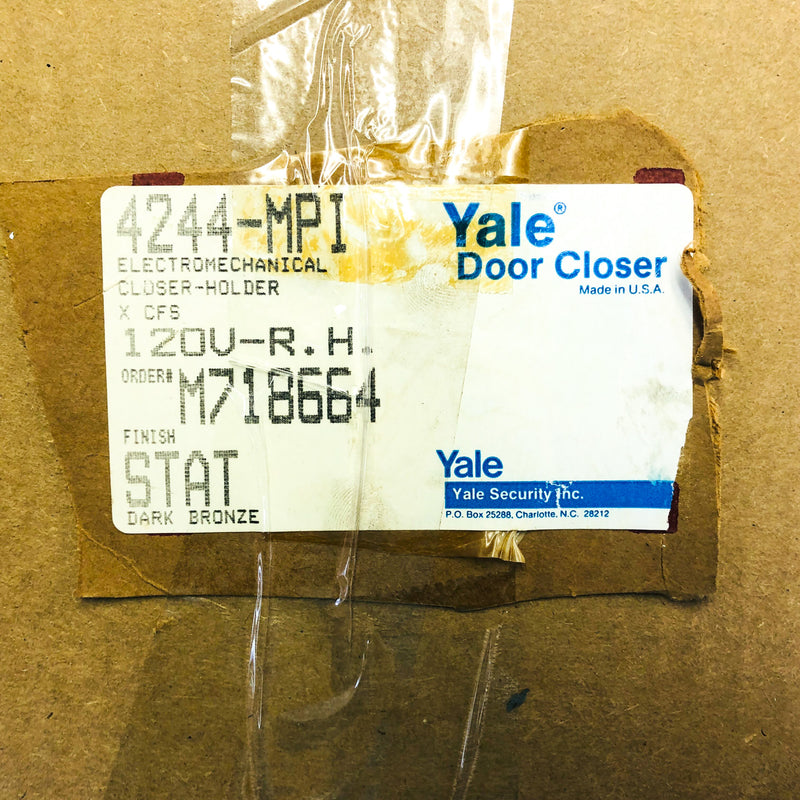 4244-MPI
ELECTROMECHANICAL
CLOSER-HOLDER
X CFS
120V-R.H.
ORDER# M718664
FINISH
STAT
DARK BRONZE
Yale®
Door Closer
Made in U.S.A.
Yale
Yale Security Inc.
P.O. Box 25288, Charlotte, N.C. 28212